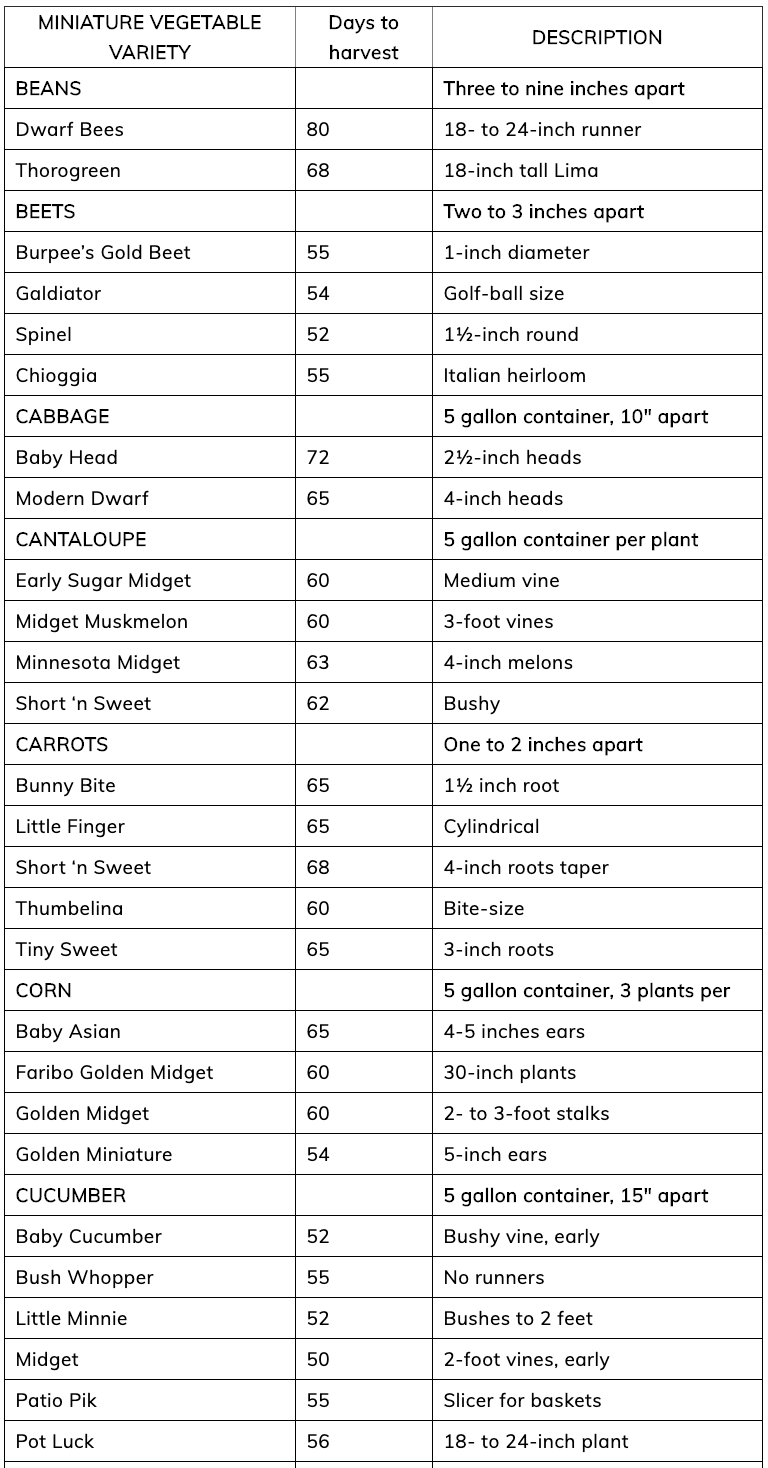 MINIATURE VEGETABLE
VARIETY
Days to
harvest
DESCRIPTION
BEANS Three to nine inches apart
Dwarf Bees 80 18- to 24-inch runner
Thorogreen 68 18-inch tall Lima
BEETS Two to 3 inches apart
Burpee’s Gold Beet 55 1-inch diameter
Galdiator 54 Golf-ball size
Spinel 52 1½-inch round
Chioggia 55 Italian heirloom
CABBAGE 5 gallon container, 10" apart
Baby Head 72 2½-inch heads
Modern Dwarf 65 4-inch heads
CANTALOUPE 5 gallon container per plant
Early Sugar Midget 60 Medium vine
Midget Muskmelon 60 3-foot vines
Minnesota Midget 63 4-inch melons
Short ‘n Sweet 62 Bushy
CARROTS One to 2 inches apart
Bunny Bite 65 1½ inch root
Little Finger 65 Cylindrical
Short ‘n Sweet 68 4-inch roots taper
Thumbelina 60 Bite-size
Tiny Sweet 65 3-inch roots
CORN 5 gallon container, 3 plants per
Baby Asian 65 4-5 inches ears
Faribo Golden Midget 60 30-inch plants
Golden Midget 60 2- to 3-foot stalks
Golden Miniature 54 5-inch ears
CUCUMBER 5 gallon container, 15" apart
Baby Cucumber 52 Bushy vine, early
Bush Whopper 55 No runners
Little Minnie 52 Bushes to 2 feet
Midget 50 2-foot vines, early
Patio Pik 55 Slicer for baskets
Pot Luck 56 18- to 24-inch plant